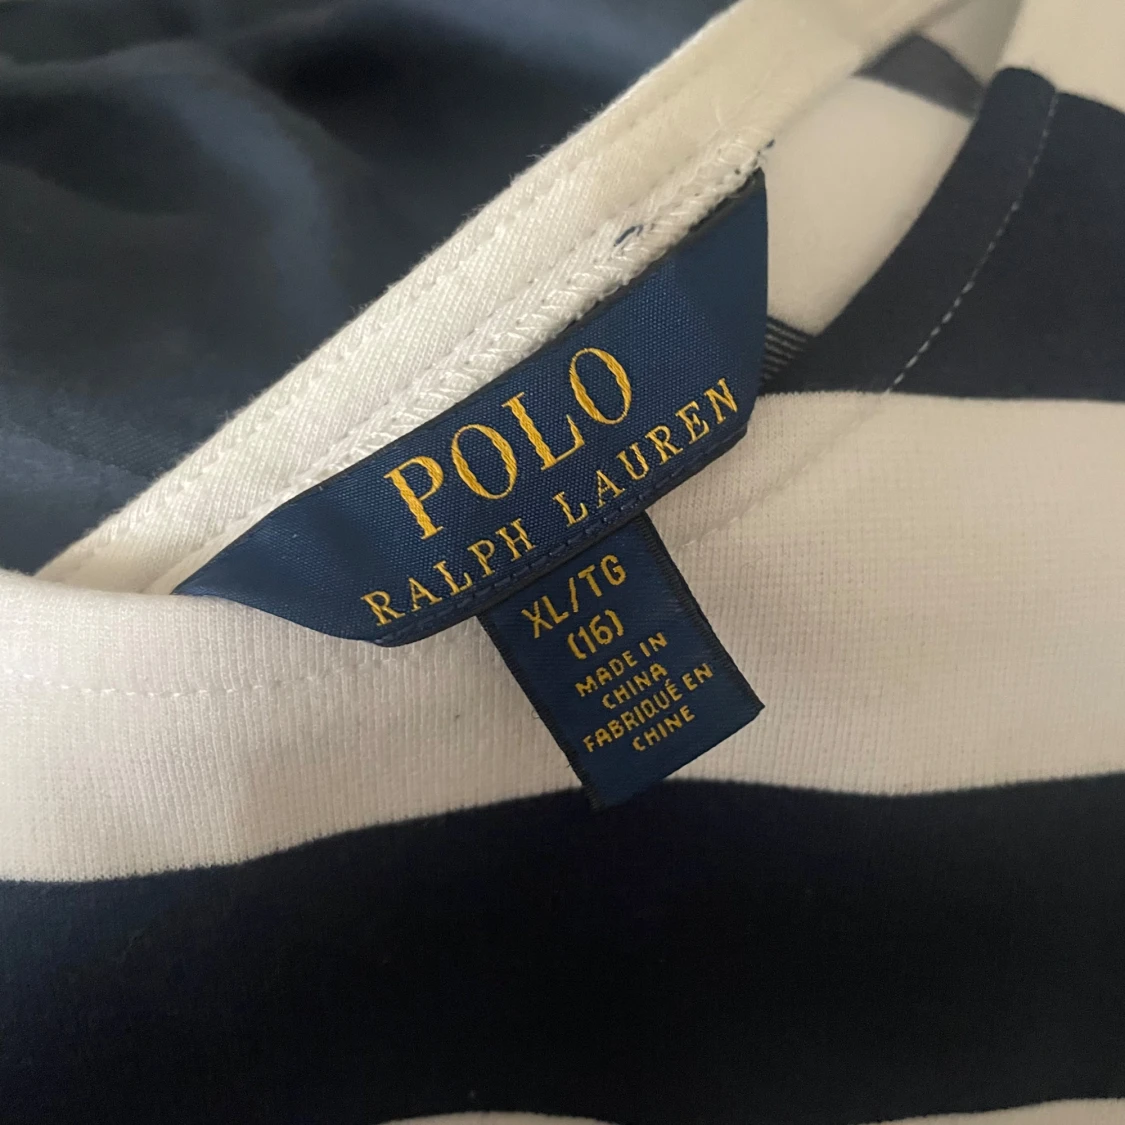 POLO
RALPH LAUREN
XL/TG
(16)
MADE IN
CHINA
FABRIQUÉ EN
CHINE